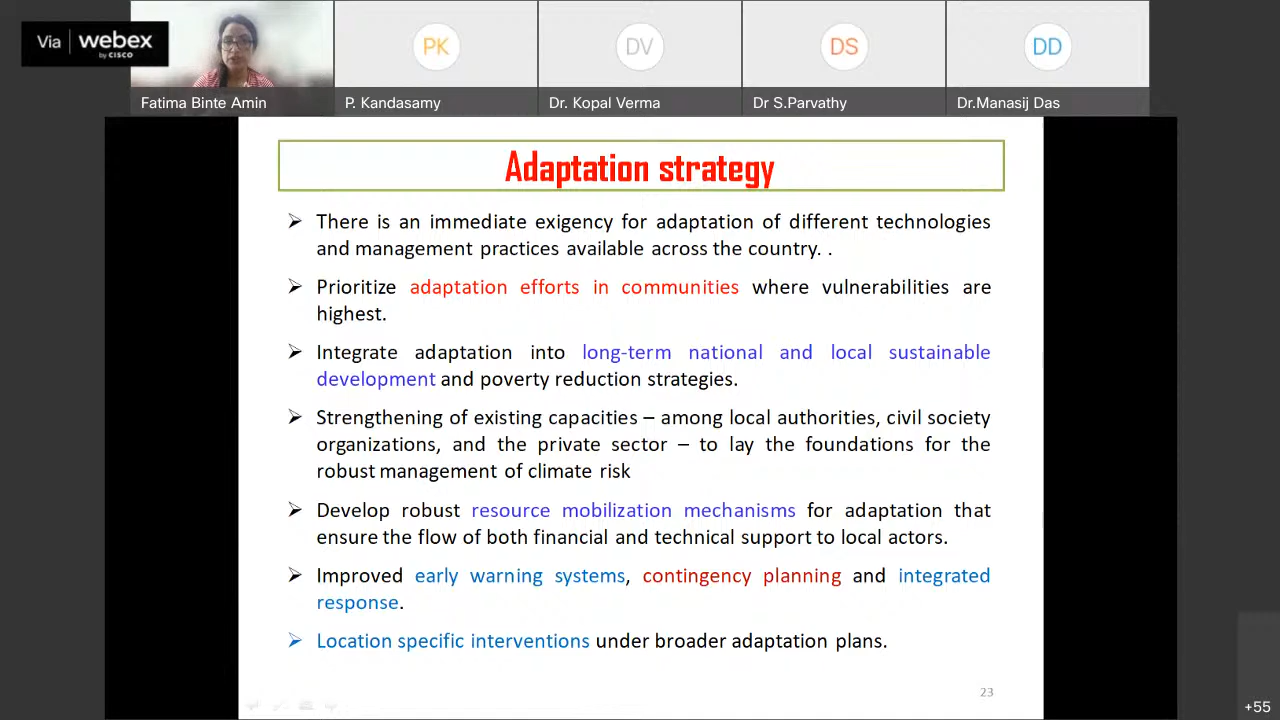 Via webex
by CISCO
PK
DV
DS
DD
Fatima Binte Amin
P. Kandasamy
Dr. Kopal Verma
Dr S.Parvathy
Dr.Manasij Das
Adaptation strategy
➢ There is an immediate exigency for adaptation of different technologies
and management practices available across the country. .
➢ Prioritize adaptation efforts in communities where vulnerabilities are
highest.
➢ Integrate adaptation into long-term national and local sustainable
development and poverty reduction strategies.
➢ Strengthening of existing capacities – among local authorities, civil society
organizations, and the private sector – to lay the foundations for the
robust management of climate risk
➢ Develop robust resource mobilization mechanisms for adaptation that
ensure the flow of both financial and technical support to local actors.
➢ Improved early warning systems, contingency planning and integrated
response.
➢ Location specific interventions under broader adaptation plans.
23
+55